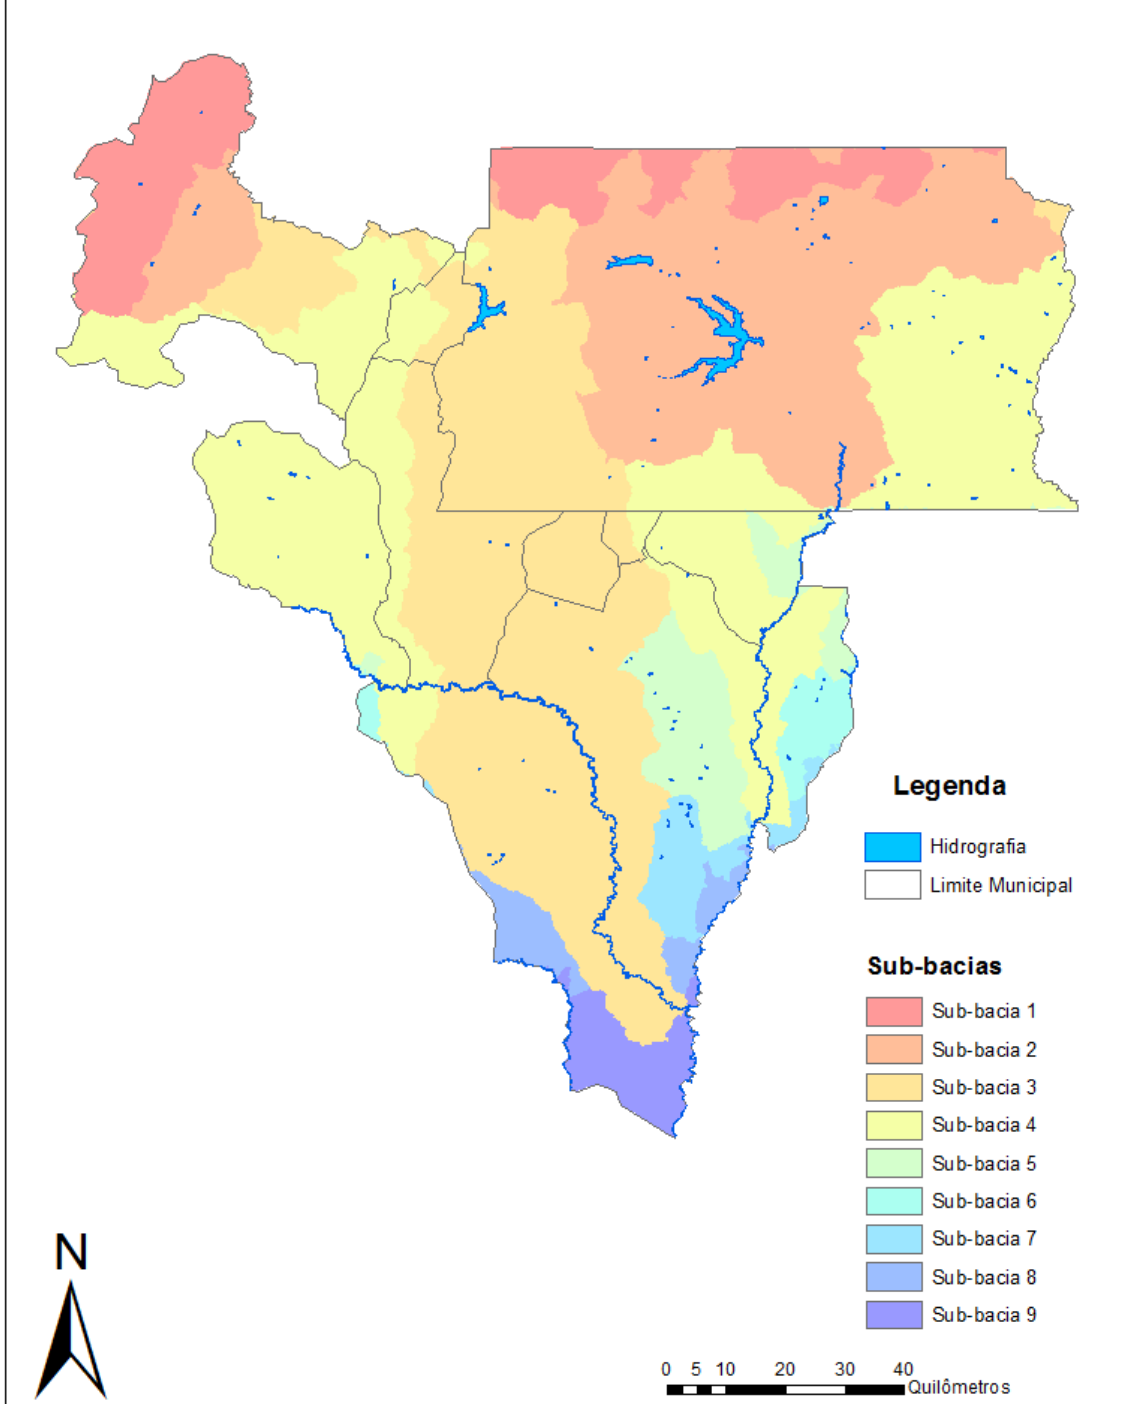 Legenda
Hidrografia
Limite Municipal
Sub-bacias
Sub-bacia 1
Sub-bacia 2
Sub-bacia 3
Sub-bacia 4
Sub-bacia 5
Sub-bacia 6
Sub-bacia 7
Sub-bacia 8
Sub-bacia 9
N
0 5 10 20 30 40
Quilômetros